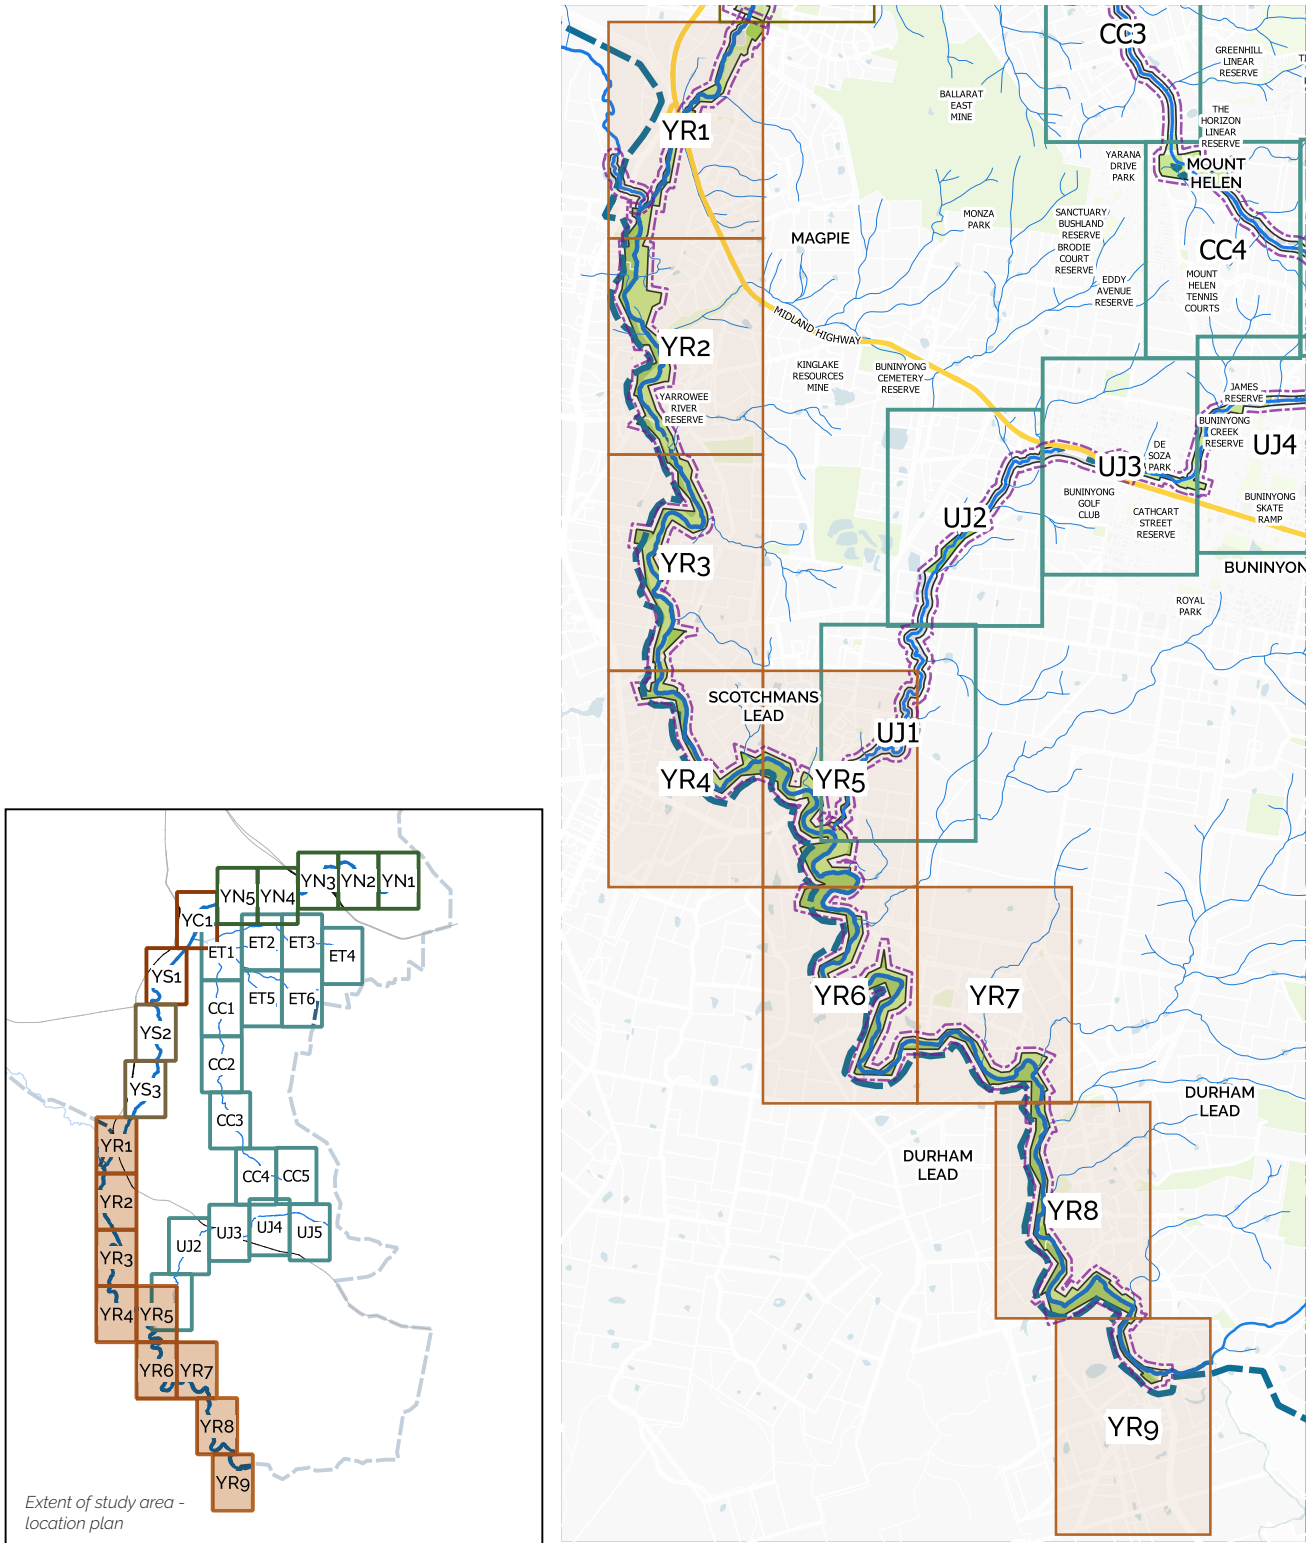 CC3
GREENHILL
LINEAR
RESERVE
BALLARAT
EAST
MINE
THE
HORIZON
LINEAR
RESERVE
YR1
YARANA
DRIVE
PARK
MOUNT
HELEN
MONZA
PARK
SANCTUARY
BUSHLAND
RESERVE
BRODIE
COURT
RESERVE
MAGPIE
CC4
EDDY
AVENUE
RESERVE
MOUNT
HELEN
TENNIS
COURTS
MIDLAND HIGHWAY
YR2
KINGLAKE
RESOURCES
MINE
BUNINYONG
CEMETERY
RESERVE
YARROWEE
RIVER
RESERVE
JAMES
RESERVE
BUNINYONG
CREEK
RESERVE
UJ4
DE
SOZA
PARK
UJ3
BUNINYONG
GOLF
CLUB
BUNINYONG
SKATE
RAMP
CATHCART
STREET
RESERVE
UJ2
YR3
BUNINYON
ROYAL
PARK
SCOTCHMANS
LEAD
UJ1
YR4
YR5
YR6
YR7
DURHAM
LEAD
DURHAM
LEAD
YR8
YR9
YN5
YN4
YN3
YN2
YN1
YC1
ET1
ET2
ET3
ET4
YS1
ET5
ET6
CC1
YS2
CC2
YS3
CC3
YR1
CC4
CC5
YR2
UJ2
UJ3
UJ4
UJ5
YR3
YR4
YR5
YR6
YR7
YR8
YR9
Extent of study area -
location plan